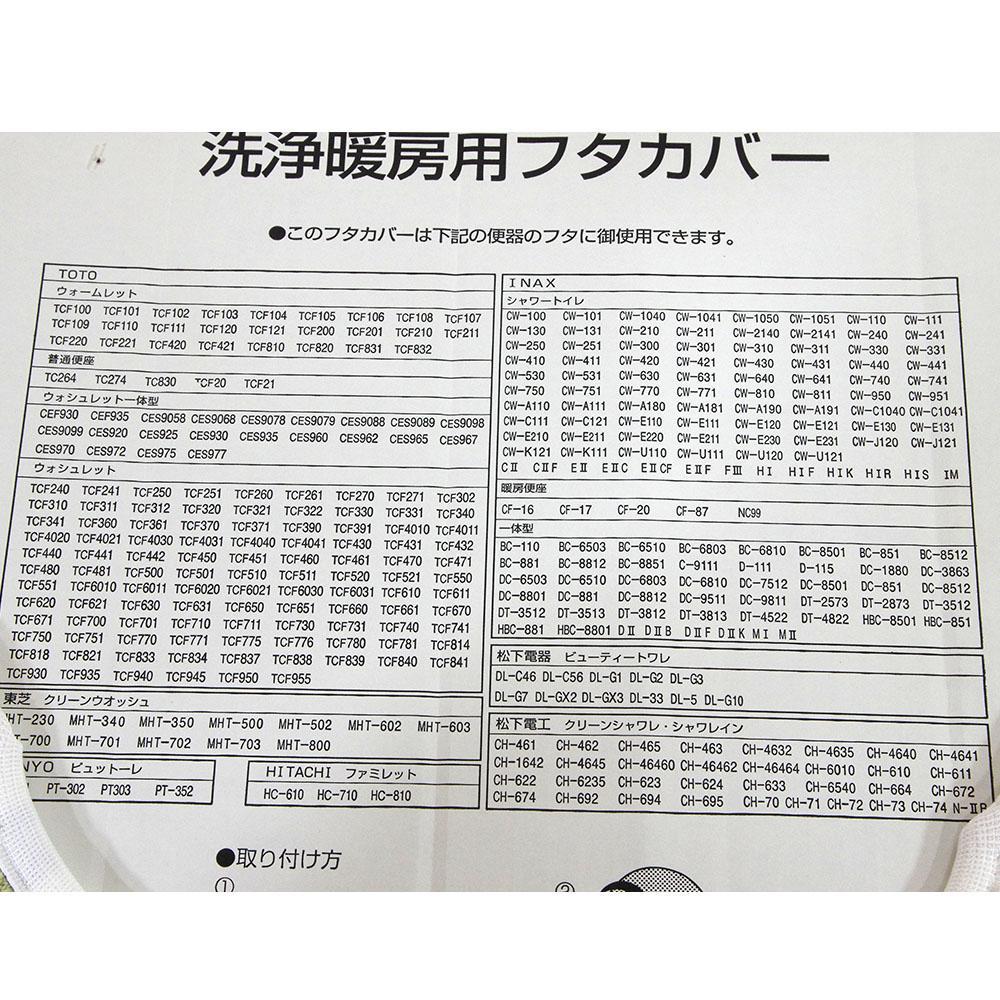 洗浄暖房用フタカバー
●このフタカバーは下記の便器のフタに御使用できます。
TOTO
ウォームレット
TCF100 TCF101 TCF102 TCF103 TCF104 TCF105 TCF106 TCF108 TCF107
TCF109 TCF110 TCF111 TCF120 TCF121 TCF200 TCF201 TCF210 TCF211
TCF220 TCF221 TCF420 TCF421 TCF810 TCF820 TCF831 TCF832
普通便座
TC264 TC274 TC830 TCF20 TCF21
ウォシュレット一体型
CEF930 CEF935 CES9058 CES9068 CES9078 CES9079 CES9088 CES9089 CES9098
CES9099 CES920 CES925 CES930 CES935 CES960 CES962 CES965 CES967
CES970 CES972 CES975 CES977
ウォシュレット
TCF240 TCF241 TCF250 TCF251 TCF260 TCF261 TCF270 TCF271 TCF302
TCF310 TCF311 TCF312 TCF320 TCF321 TCF322 TCF330 TCF331 TCF340
TCF341 TCF360 TCF361 TCF370 TCF371 TCF390 TCF391 TCF4010 TCF4011
TCF4020 TCF4021 TCF4030 TCF4031 TCF4040 TCF4041 TCF430 TCF431 TCF432
TCF440 TCF441 TCF442 TCF450 TCF451 TCF460 TCF461 TCF470 TCF471
TCF480 TCF481 TCF500 TCF501 TCF510 TCF511 TCF520 TCF521 TCF550
TCF551 TCF6010 TCF6011 TCF6020 TCF6021 TCF6030 TCF6031 TCF610 TCF611
TCF620 TCF621 TCF630 TCF631 TCF650 TCF651 TCF660 TCF661 TCF670
TCF671 TCF700 TCF701 TCF710 TCF711 TCF730 TCF731 TCF740 TCF741
TCF750 TCF751 TCF770 TCF771 TCF775 TCF776 TCF780 TCF781 TCF814
TCF818 TCF821 TCF833 TCF834 TCF837 TCF838 TCF839 TCF840 TCF841
TCF930 TCF935 TCF940 TCF945 TCF950 TCF955
東芝 クリーンウオッシュ
MHT-230 MHT-340 MHT-350 MHT-500 MHT-502 MHT-602 MHT-603
-700 MHT-701 MHT-702 MHT-703 MHT-800
NYO ピュットーレ
PT-302 PT303 PT-352
HITACHI ファミレット
HC-610 HC-710 HC-810
INAX
シャワートイレ
CW-100 CW-101 CW-1040 CW-1041 CW-1050 CW-1051 CW-110 CW-111
CW-130 CW-131 CW-210 CW-211 CW-2140 CW-2141 CW-240 CW-241
CW-250 CW-251 CW-300 CW-301 CW-310 CW-311 CW-330 CW-331
CW-410 CW-411 CW-420 CW-421 CW-430 CW-431 CW-440 CW-441
CW-530 CW-531 CW-630 CW-631 CW-640 CW-641 CW-740 CW-741
CW-750 CW-751 CW-770 CW-771 CW-810 CW-811 CW-950 CW-951
CW-A110 CW-A111 CW-A180 CW-A181 CW-A190 CW-A191 CW-C1040 CW-C1041
CW-C111 CW-C121 CW-E110 CW-E111 CW-E120 CW-E121 CW-E130 CW-E131
CW-E210 CW-E211 CW-E220 CW-E211 CW-E230 CW-E231 CW-J120 CW-J121
CW-K121 CW-K111 CW-U110 CW-U111 CW-U120 CW-U121
CⅡ CⅡF EⅡ EⅡC EⅡCF EⅡF FⅢ HI HIF HIK HIR HIS IM
暖房便座
CF-16 CF-17 CF-20 CF-87 NC99
一体型
BC-110 BC-6503 BC-6510 BC-6803 BC-6810 BC-8501 BC-851 BC-8512
BC-881 BC-8812 BC-8851 C-9111 D-111 D-115 DC-1880 DC-3863
DC-6503 DC-6510 DC-6803 DC-6810 DC-7512 DC-8501 DC-851 DC-8512
DC-8801 DC-881 DC-8812 DC-9511 DC-9811 DT-2573 DT-2873 DT-3512
DT-3512 DT-3513 DT-3812 DT-3813 DT-4522 DT-4822 HBC-8501 HBC-851
HBC-881 HBC-8801 DⅡ DⅡB DⅡF DⅡK MI MⅡ
松下電器 ビューティートワレ
DL-C46 DL-C56 DL-G1 DL-G2 DL-G3
DL-G7 DL-GX2 DL-GX3 DL-33 DL-5 DL-G10
松下電工 クリーンシャワレ・シャワレイン
CH-461 CH-462 CH-465 CH-463 CH-4632 CH-4635 CH-4640 CH-4641
CH-1642 CH-4645 CH-46460 CH-46462 CH-46464 CH-6010 CH-610 CH-611
CH-622 CH-6235 CH-623 CH-624 CH-633 CH-6540 CH-664 CH-672
CH-674 CH-692 CH-694 CH-695 CH-70 CH-71 CH-72 CH-73 CH-74 N-ⅡR
●取り付け方
① ②